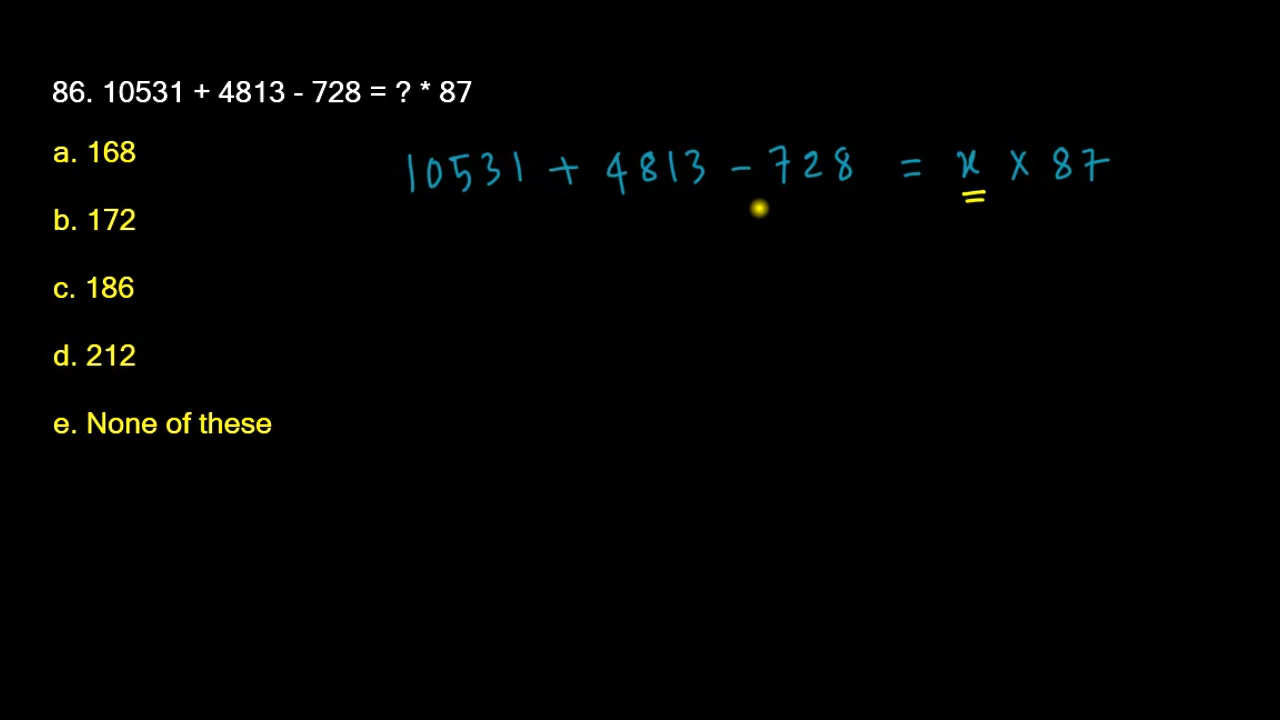 86. 10531 + 4813 - 728 = ? * 87
a. 168
10531 + 4813 - 728 = x × 87
b. 172
c. 186
d. 212
e. None of these